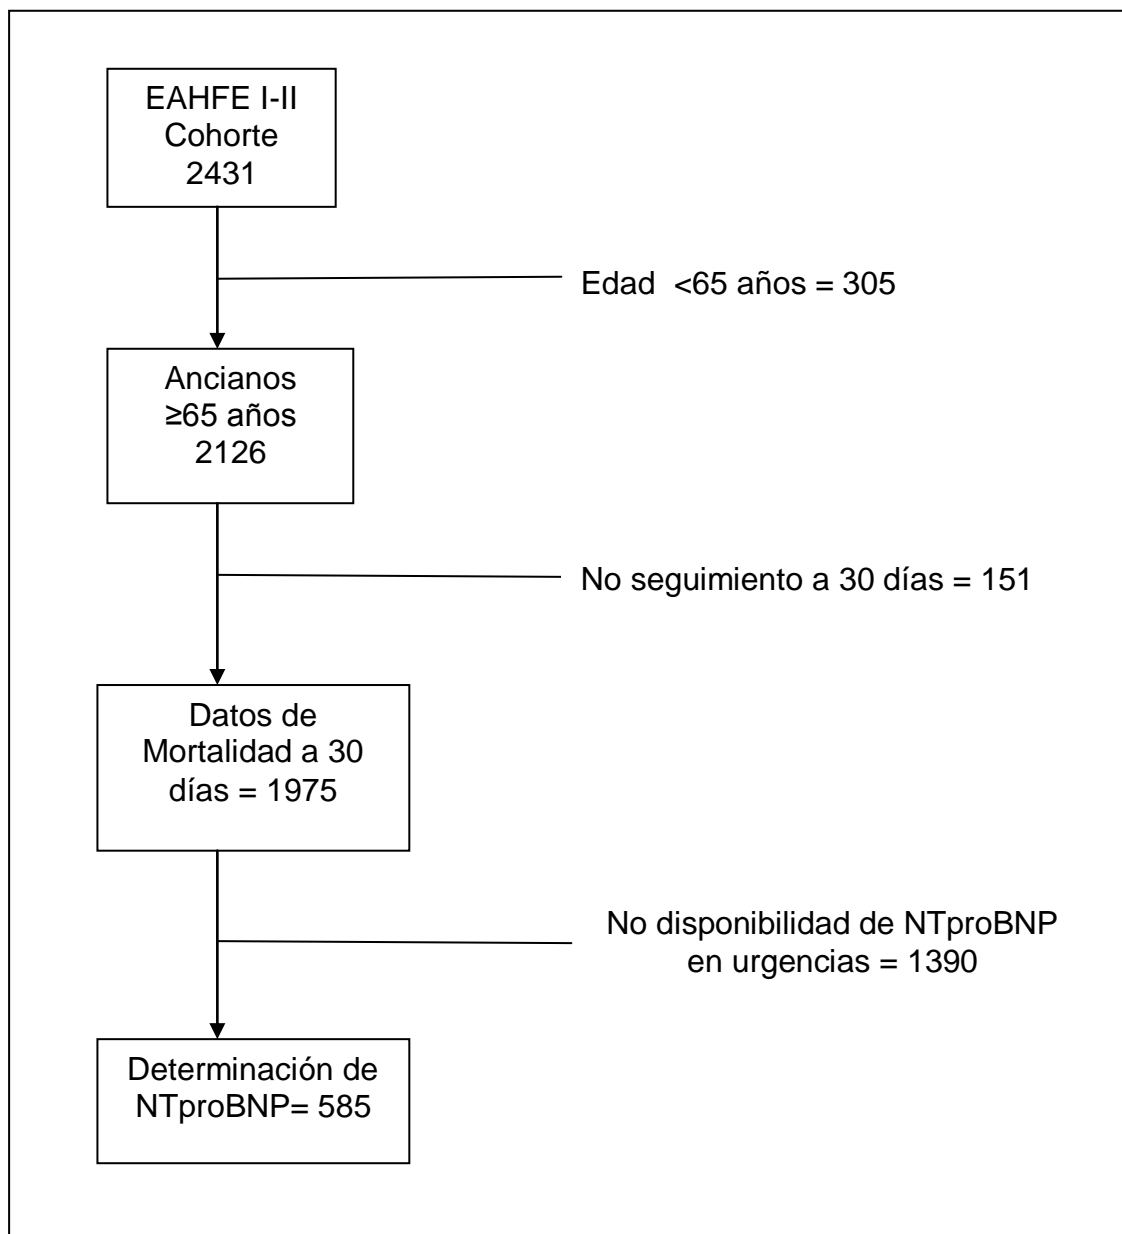 EAHFE I-II
Cohorte
2431
Edad <65 años = 305
Ancianos
≥65 años
2126
No seguimiento a 30 días = 151
Datos de
Mortalidad a 30
días = 1975
No disponibilidad de NTproBNP
en urgencias = 1390
Determinación de
NTproBNP= 585